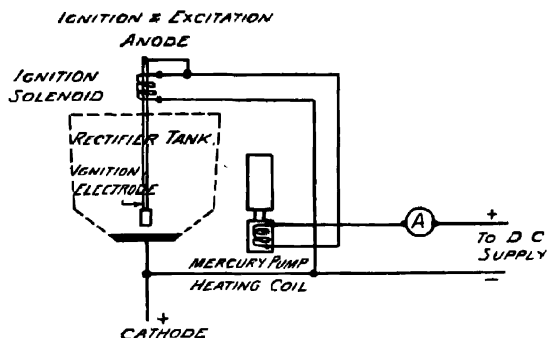 IGNITION & EXCITATION
ANODE
IGNITION
SOLENOID
RECTIFIER TANK.
IGNITION
ELECTRODE
A
+
TO D C
SUPPLY
–
MERCURY PUMP
HEATING COIL
+
CATHODE